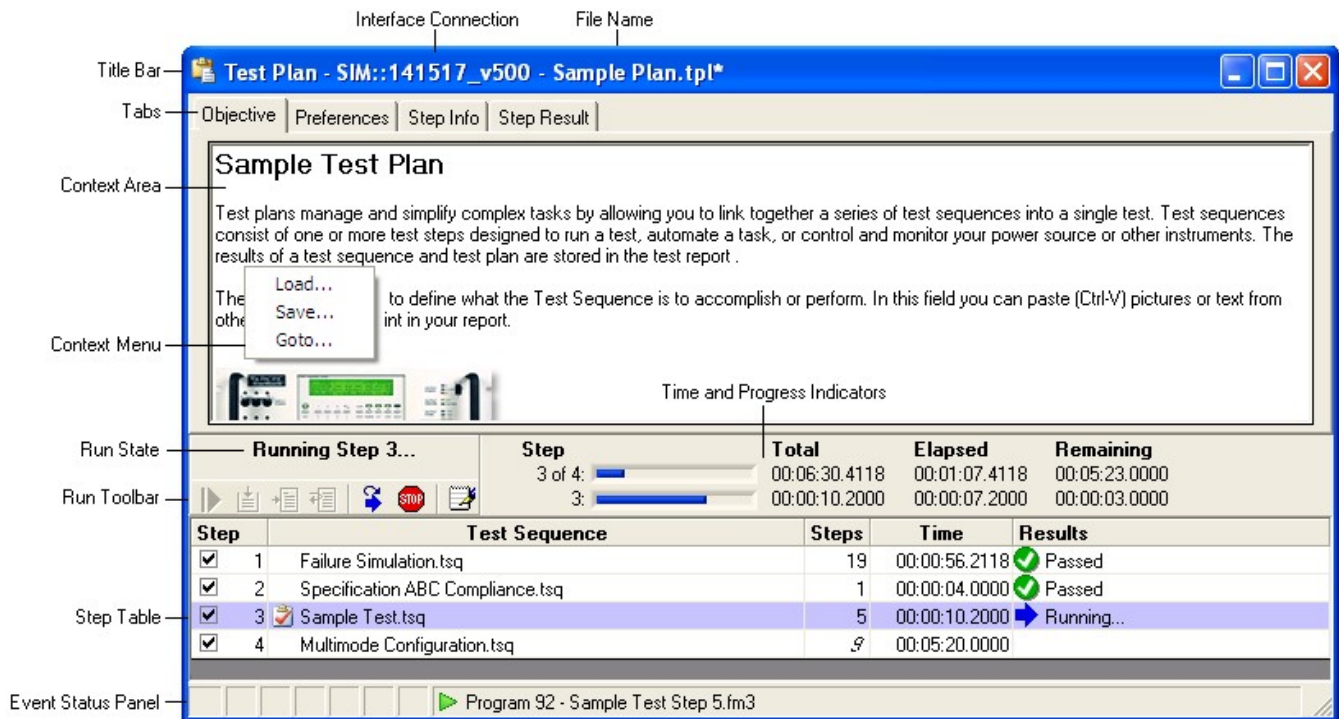 Interface Connection File Name
Title Bar
Test Plan - SIM::141517_v500 - Sample Plan.tpl*
Tabs
Objective Preferences Step Info Step Result
Sample Test Plan
Context Area
Test plans manage and simplify complex tasks by allowing you to link together a series of test sequences into a single test. Test sequences
consist of one or more test steps designed to run a test, automate a task, or control and monitor your power source or other instruments. The
results of a test sequence and test plan are stored in the test report .
The to define what the Test Sequence is to accomplish or perform. In this field you can paste (Ctrl-V) pictures or text from
othe int in your report.
Load...
Save...
Goto...
Context Menu
Time and Progress Indicators
Run State
Running Step 3... Step Total Elapsed Remaining
3 of 4: 00:06:30.4118 00:01:07.4118 00:05:23.0000
Run Toolbar
STOP
3: 00:00:10.2000 00:00:07.2000 00:00:03.0000
Step Test Sequence Steps Time Results
1 Failure Simulation.tsq 19 00:00:56.2118 Passed
2 Specification ABC Compliance.tsq 1 00:00:04.0000 Passed
Step Table
3 Sample Test.tsq 5 00:00:10.2000 Running...
4 Multimode Configuration.tsq 9 00:05:20.0000
Event Status Panel
Program 92 - Sample Test Step 5.fm3